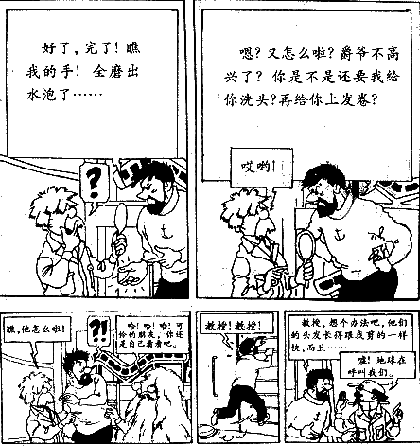 好了，完了！瞧
我的手！全磨出
水泡了……
嗯？又怎么啦？爵爷不高
兴了？你是不是还要我给
你洗头？再给你上发卷？
?
哎哟！
瞧，他怎么啦！
?!
哈！哈！哈！可
怜的朋友，你还
是自己看看吧。
教授！教授！
教授，想个办法吧，他们
的头发长得跟没剪的一样
快，而且……
嘘！地球在
呼叫我们。